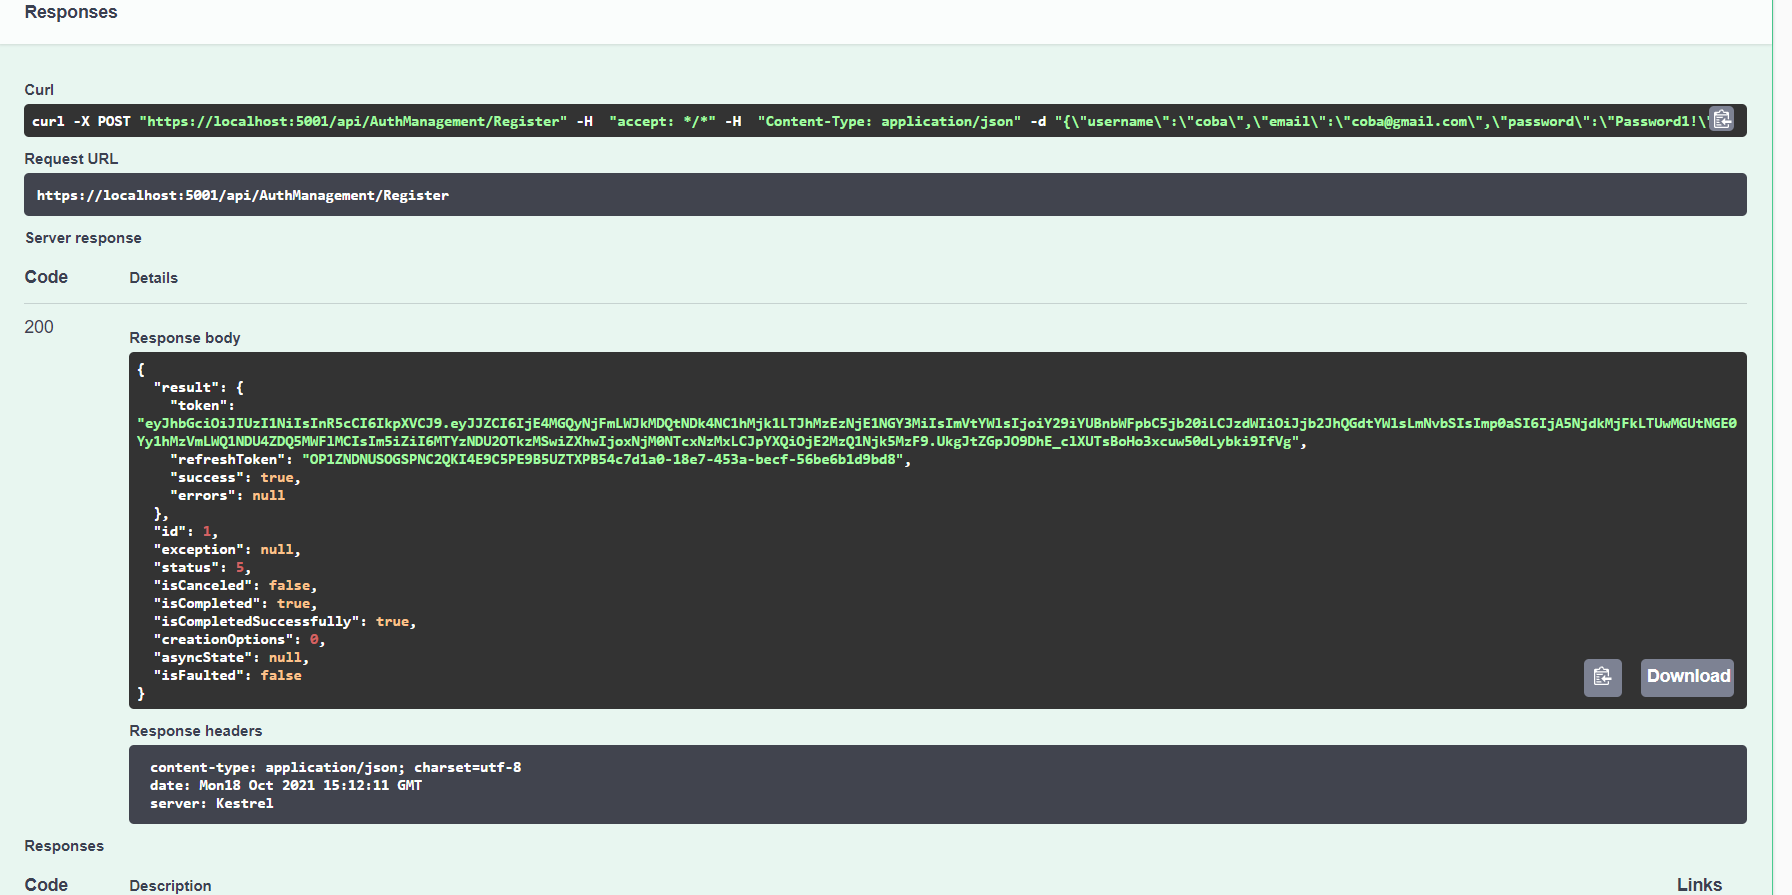 Responses
Curl
curl -X POST "https://localhost:5001/api/AuthManagement/Register" -H  "accept: */*" -H  "Content-Type: application/json" -d "{\"username\":\"coba\",\"email\":\"coba@gmail.com\",\"password\":\"Password1!\"
Request URL
https://localhost:5001/api/AuthManagement/Register
Server response
Code Details
200
Response body
{
  "result": {
    "token":
"eyJhbGciOiJIUzI1NiIsInR5cCI6IkpXVCJ9.eyJJZCI6IjE4MGQyNjFmLWJkMDQtNDk4NC1hMjk1LTJhMzEzNjE1NGY3MiIsImVtYWlsIjoiY29iYUBnbWFpbC5jb20iLCJzdWIiOiJjb2JhQGdtYWlsLmNvbSIsImp0aSI6IjA5NjdkMjFkLTUwMGUtNGE0
Yy1hMzVmLWQ1NDU4ZDQ5MWFlMCIsIm5iZiI6MTYzNDU2OTkzMSwiZXhwIjoxNjM0NTcxNzMxLCJpYXQiOjE2MzQ1Njk5MzF9.UkgJtZGpJO9DhE_clXUTsBoHo3xcuw50dLybki9IfVg",
    "refreshToken": "OP1ZNDNUSOGSPNC2QKI4E9C5PE9B5UZTXPB54c7d1a0-18e7-453a-becf-56be6b1d9bd8",
    "success": true,
    "errors": null
  },
  "id": 1,
  "exception": null,
  "status": 5,
  "isCanceled": false,
  "isCompleted": true,
  "isCompletedSuccessfully": true,
  "creationOptions": 0,
  "asyncState": null,
  "isFaulted": false
}
Download
Response headers
content-type: application/json; charset=utf-8
date: Mon18 Oct 2021 15:12:11 GMT
server: Kestrel
Responses
Code Description Links